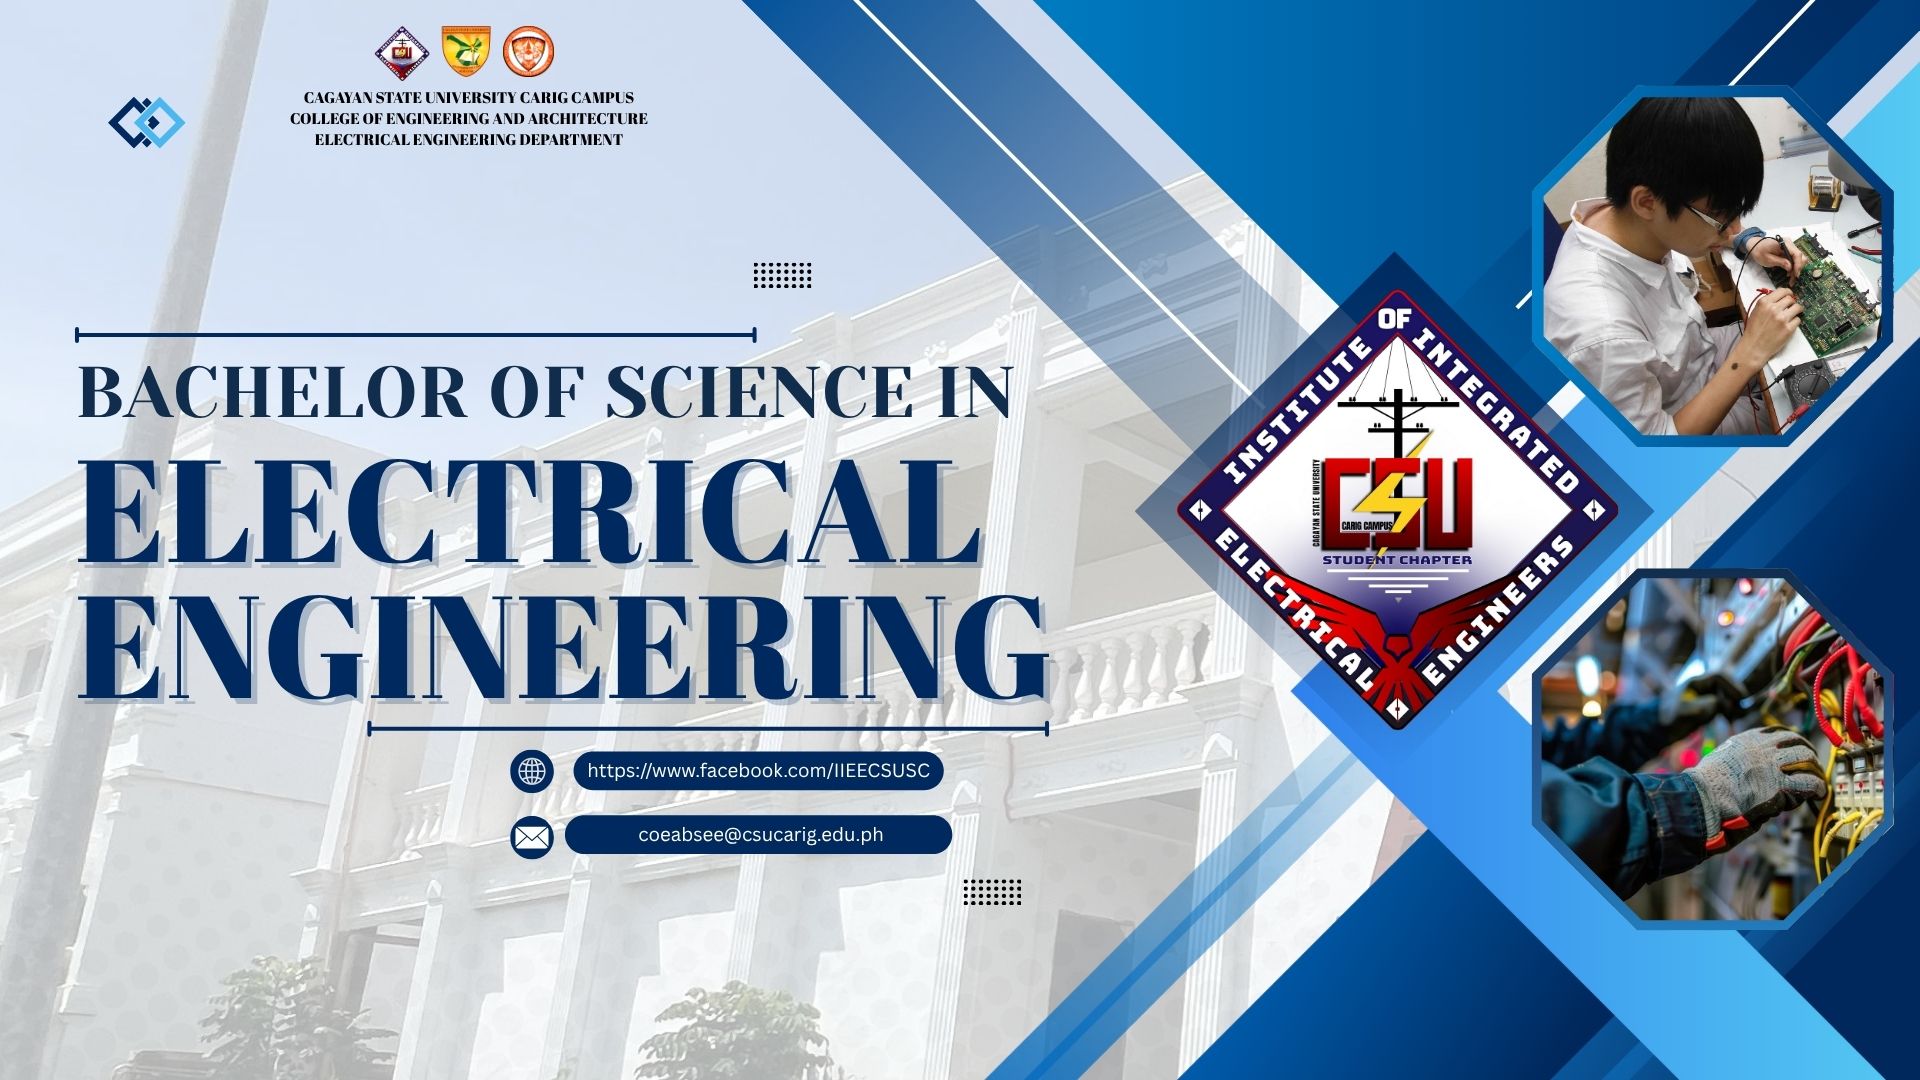 CAGAYAN STATE UNIVERSITY CARIG CAMPUS
COLLEGE OF ENGINEERING AND ARCHITECTURE
ELECTRICAL ENGINEERING DEPARTMENT
BACHELOR OF SCIENCE IN
ELECTRICAL
ENGINEERING
https://www.facebook.com/IIEECSUSC
coeabsee@csucarig.edu.ph
INSTITUTE OF INTEGRATED
ELECTRICAL ENGINEERS
CAGAYAN STATE UNIVERSITY
CSU
CARIG CAMPUS
STUDENT CHAPTER